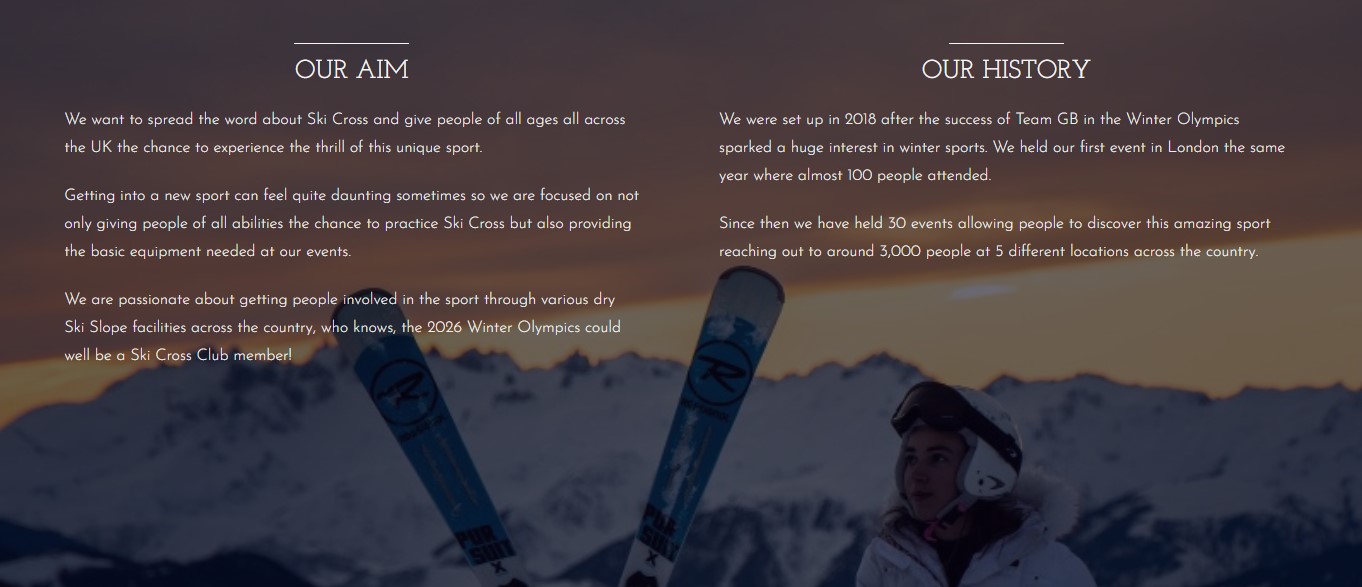 OUR AIM
We want to spread the word about Ski Cross and give people of all ages all across
the UK the chance to experience the thrill of this unique sport.
Getting into a new sport can feel quite daunting sometimes so we are focused on not
only giving people of all abilities the chance to practice Ski Cross but also providing
the basic equipment needed at our events.
We are passionate about getting people involved in the sport through various dry
Ski Slope facilities across the country, who knows, the 2026 Winter Olympics could
well be a Ski Cross Club member!
OUR HISTORY
We were set up in 2018 after the success of Team GB in the Winter Olympics
sparked a huge interest in winter sports. We held our first event in London the same
year where almost 100 people attended.
Since then we have held 30 events allowing people to discover this amazing sport
reaching out to around 3,000 people at 5 different locations across the country.
PUR
SUIT
X
PUR
SUIT
X